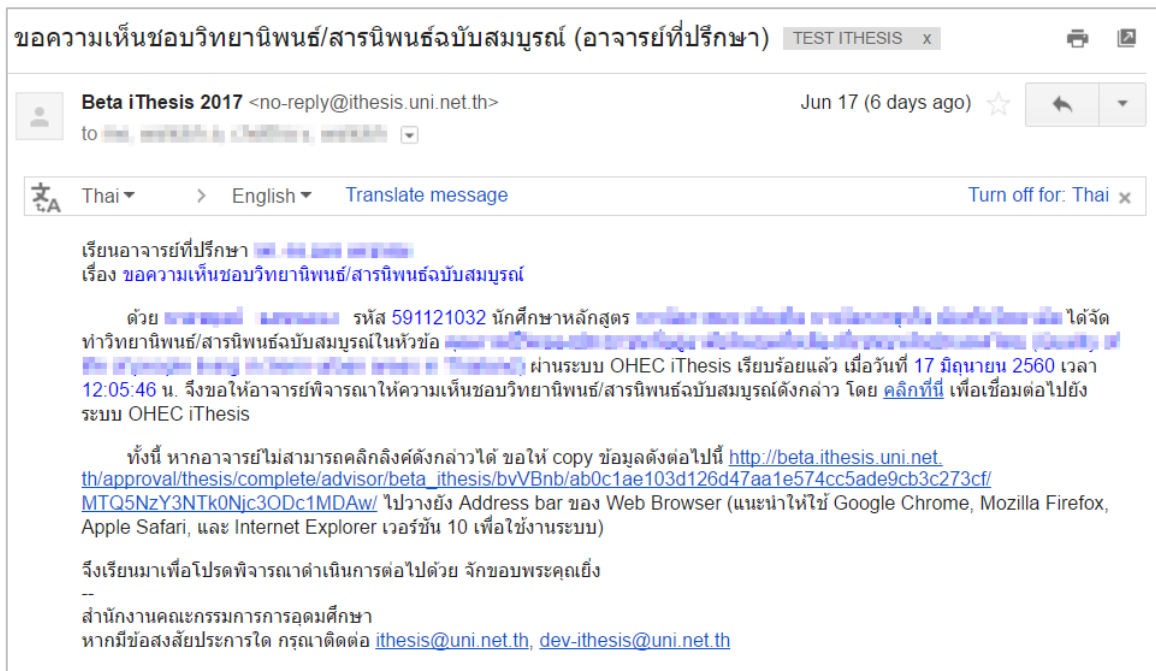 ขอความเห็นชอบวิทยานิพนธ์/สารนิพนธ์ฉบับสมบูรณ์ (อาจารย์ที่ปรึกษา) TEST ITHESIS x
Beta iThesis 2017 <no-reply@ithesis.uni.net.th> Jun 17 (6 days ago)
to
Thai > English Translate message Turn off for: Thai x
เรียนอาจารย์ที่ปรึกษา
เรื่อง ขอความเห็นชอบวิทยานิพนธ์/สารนิพนธ์ฉบับสมบูรณ์
ด้วย รหัส 591121032 นักศึกษาหลักสูตร ได้จัด
ทำวิทยานิพนธ์/สารนิพนธ์ฉบับสมบูรณ์ในหัวข้อ
ผ่านระบบ OHEC iThesis เรียบร้อยแล้ว เมื่อวันที่ 17 มิถุนายน 2560 เวลา
12:05:46 น. จึงขอให้อาจารย์พิจารณาให้ความเห็นชอบวิทยานิพนธ์/สารนิพนธ์ฉบับสมบูรณ์ดังกล่าว โดย คลิกที่นี่ เพื่อเชื่อมต่อไปยัง
ระบบ OHEC iThesis
ทั้งนี้ หากอาจารย์ไม่สามารถคลิกลิงค์ดังกล่าวได้ ขอให้ copy ข้อมูลดังต่อไปนี้ http://beta.ithesis.uni.net.
th/approval/thesis/complete/advisor/beta_ithesis/bvVBnb/ab0c1ae103d126d47aa1e574cc5ade9cb3c273cf/
MTQ5NzY3NTk0Njc3ODc1MDAw/ ไปวางยัง Address bar ของ Web Browser (แนะนำให้ใช้ Google Chrome, Mozilla Firefox,
Apple Safari, และ Internet Explorer เวอร์ชัน 10 เพื่อใช้งานระบบ)
จึงเรียนมาเพื่อโปรดพิจารณาดำเนินการต่อไปด้วย จักขอบพระคุณยิ่ง
--
สำนักงานคณะกรรมการการอุดมศึกษา
หากมีข้อสงสัยประการใด กรุณาติดต่อ ithesis@uni.net.th, dev-ithesis@uni.net.th